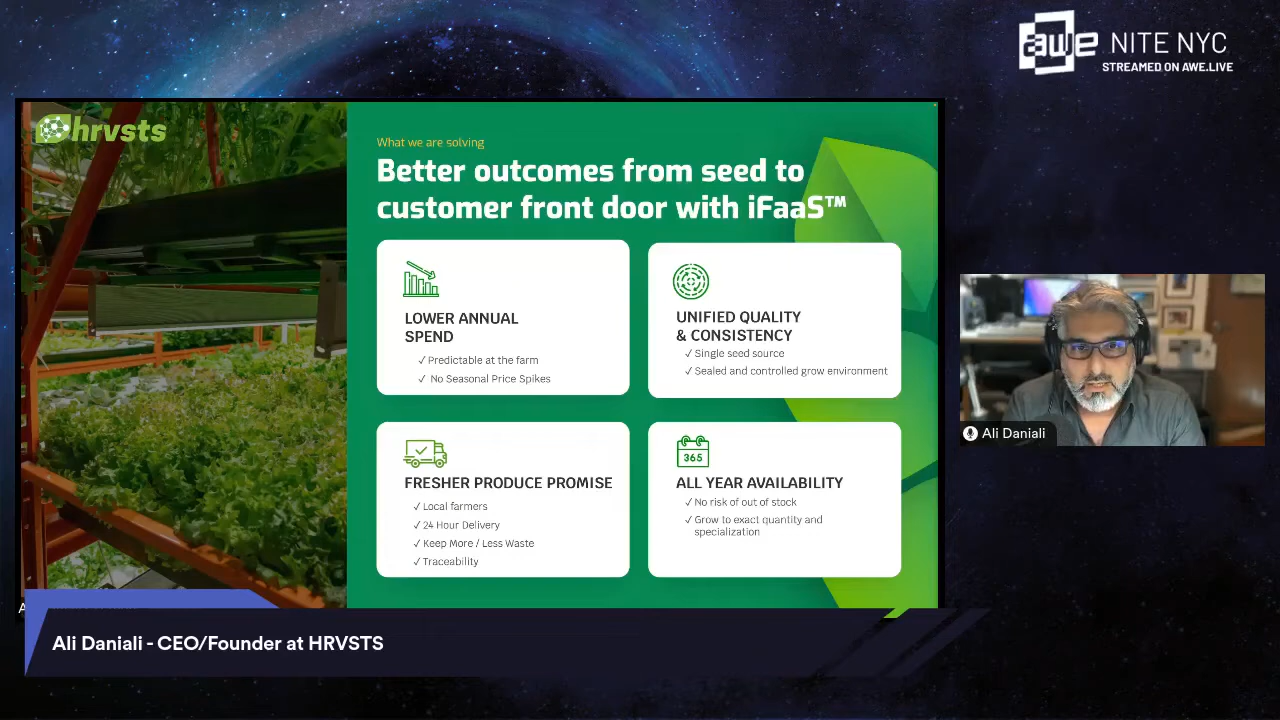 awe NITE NYC
STREAMED ON AWE.LIVE
hrvsts
What we are solving
Better outcomes from seed to
customer front door with iFaaS™
LOWER ANNUAL
SPEND
✓ Predictable at the farm
✓ No Seasonal Price Spikes
UNIFIED QUALITY
& CONSISTENCY
✓ Single seed source
✓ Sealed and controlled grow environment
FRESHER PRODUCE PROMISE
✓ Local farmers
✓ 24 Hour Delivery
✓ Keep More / Less Waste
✓ Traceability
365
ALL YEAR AVAILABILITY
✓ No risk of out of stock
✓ Grow to exact quantity and
specialization
Ali Daniali
Ali Daniali - CEO/Founder at HRVSTS